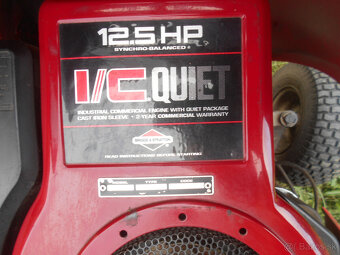 12.5 HP
SYNCHRO-BALANCED®
I/C QUIET
INDUSTRIAL COMMERCIAL ENGINE WITH QUIET PACKAGE
CAST IRON SLEEVE • 2-YEAR COMMERCIAL WARRANTY
BRIGGS & STRATTON
READ INSTRUCTIONS BEFORE STARTING
MODEL TYPE CODE